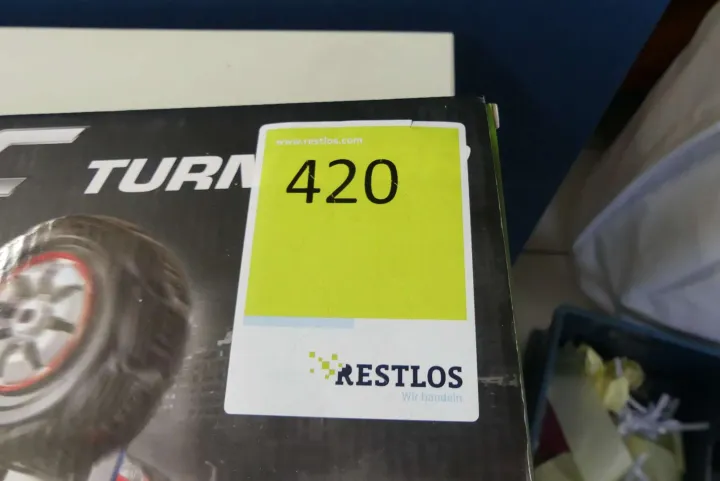 www.restlos.com
TURN
420
RESTLOS
Wir handeln